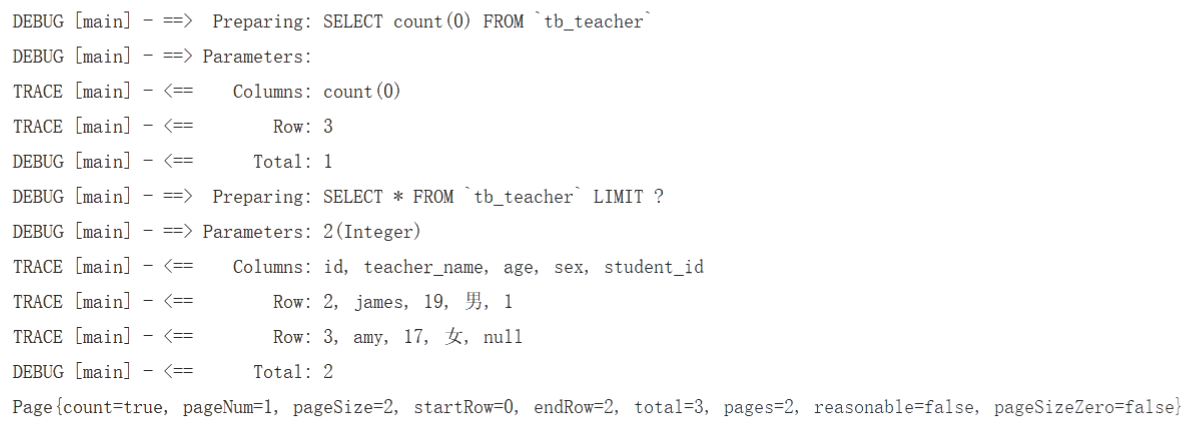 DEBUG [main] - ==>  Preparing: SELECT count(0) FROM `tb_teacher`
DEBUG [main] - ==> Parameters:
TRACE [main] - <==    Columns: count(0)
TRACE [main] - <==        Row: 3
DEBUG [main] - <==      Total: 1
DEBUG [main] - ==>  Preparing: SELECT * FROM `tb_teacher` LIMIT ?
DEBUG [main] - ==> Parameters: 2(Integer)
TRACE [main] - <==    Columns: id, teacher_name, age, sex, student_id
TRACE [main] - <==        Row: 2, james, 19, 男, 1
TRACE [main] - <==        Row: 3, amy, 17, 女, null
DEBUG [main] - <==      Total: 2
Page{count=true, pageNum=1, pageSize=2, startRow=0, endRow=2, total=3, pages=2, reasonable=false, pageSizeZero=false}